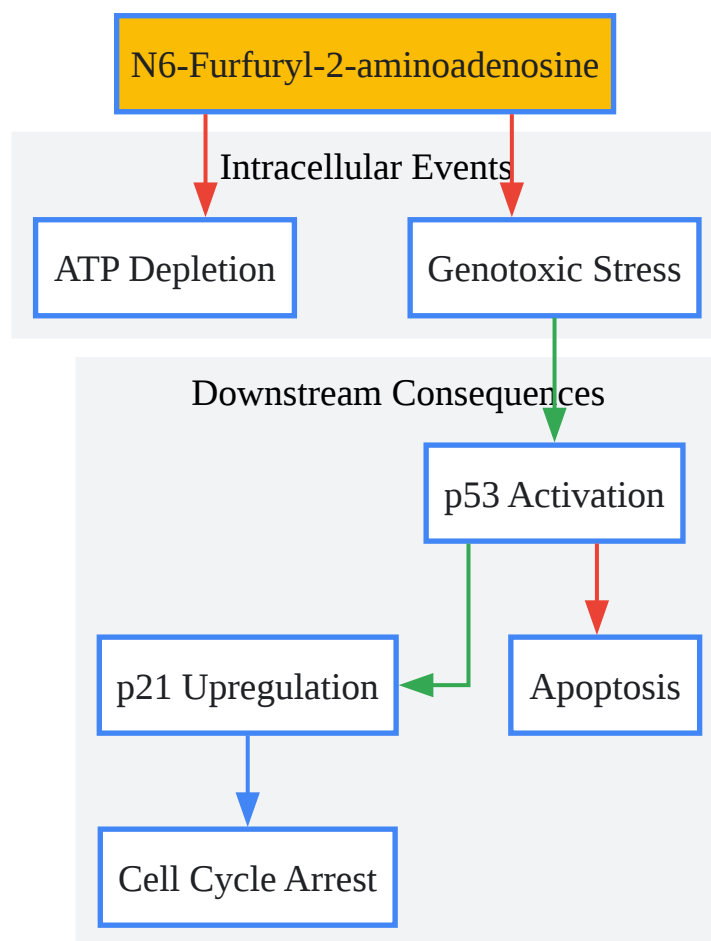 N6-Furfuryl-2-aminoadenosine
Intracellular Events
ATP Depletion
Genotoxic Stress
Downstream Consequences
p53 Activation
p21 Upregulation
Apoptosis
Cell Cycle Arrest